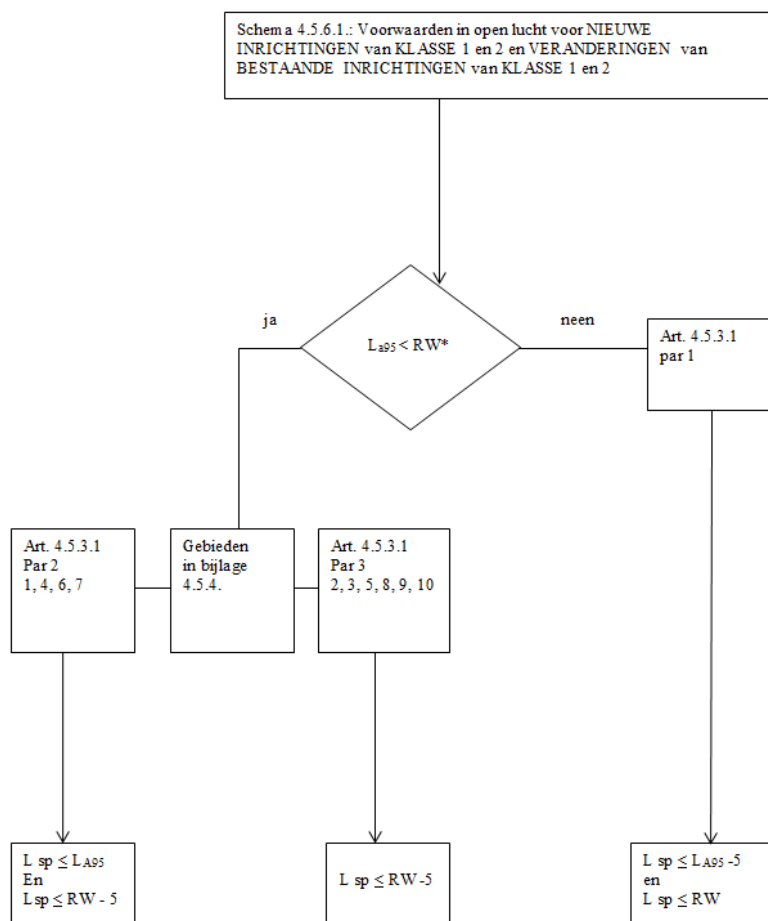 Schema 4.5.6.1.: Voorwaarden in open lucht voor NIEUWE
INRICHTINGEN van KLASSE 1 en 2 en VERANDERINGEN van
BESTAANDE INRICHTINGEN van KLASSE 1 en 2
ja
La95 < RW*
neen
Art. 4.5.3.1
par 1
Art. 4.5.3.1
Par 2
1, 4, 6, 7
Gebieden
in bijlage
4.5.4.
Art. 4.5.3.1
Par 3
2, 3, 5, 8, 9, 10
L sp ≤ LA95
En
Lsp ≤ RW - 5
L sp ≤ RW -5
L sp ≤ LA95 -5
en
L sp ≤ RW